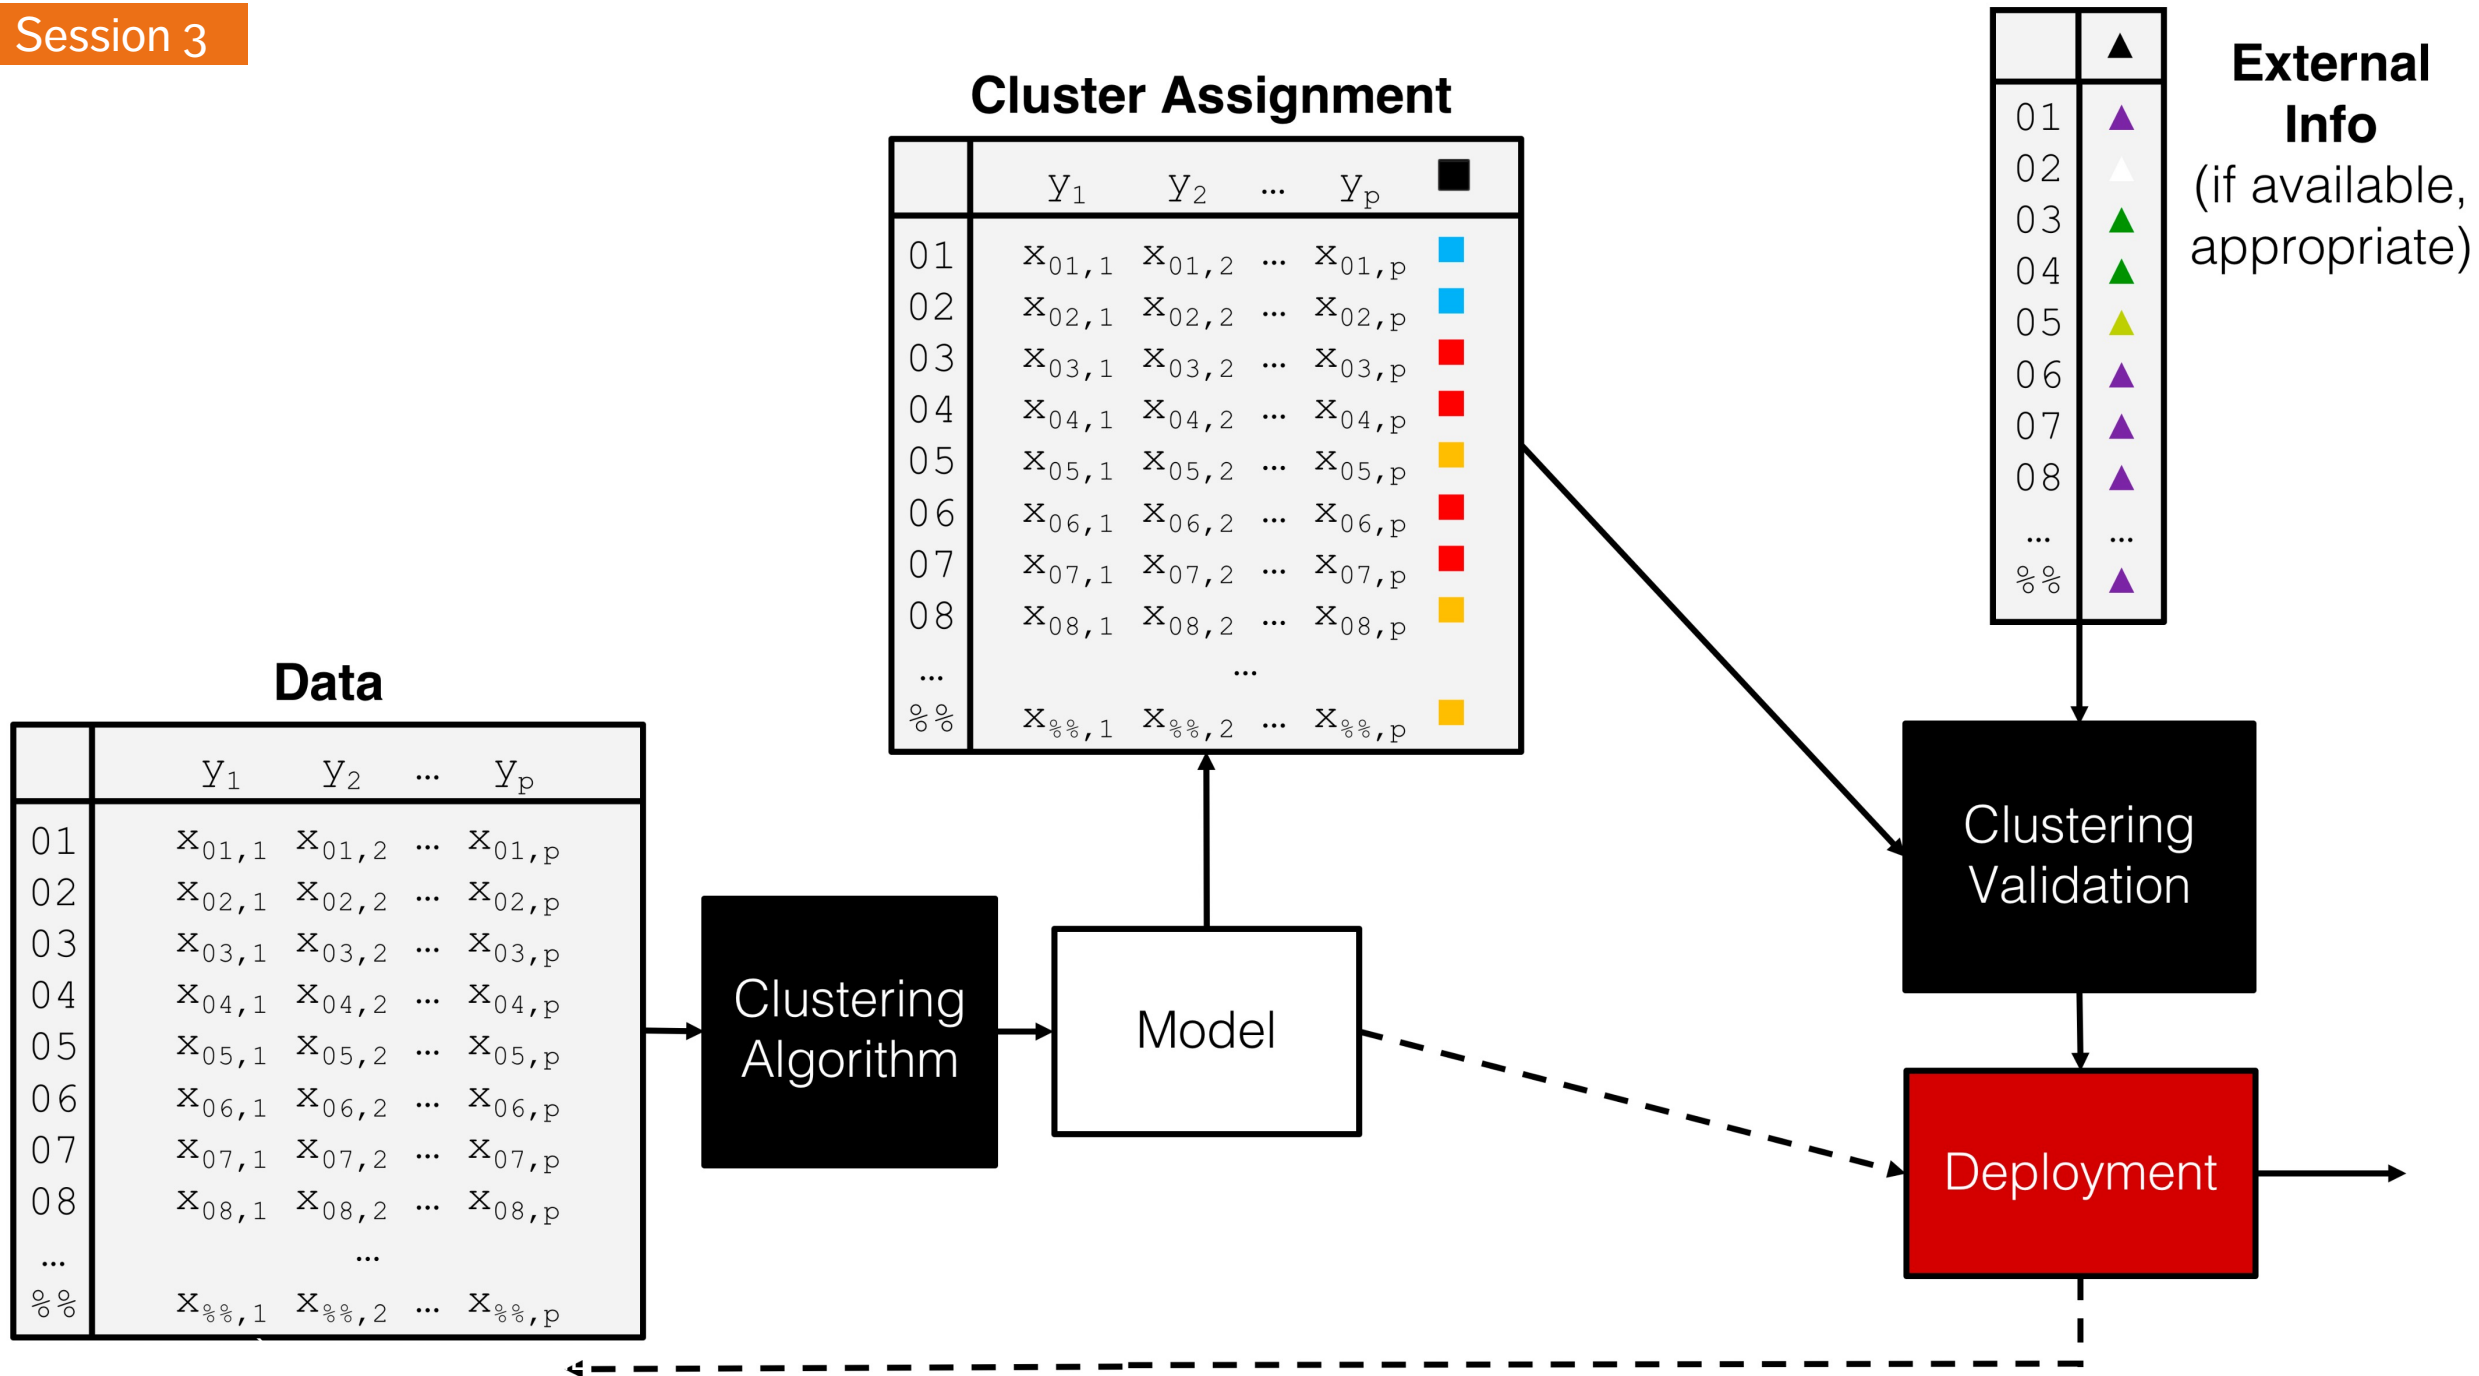 Session 3
Cluster Assignment
y1 y2 … yp
01 x01,1 x01,2 … x01,p
02 x02,1 x02,2 … x02,p
03 x03,1 x03,2 … x03,p
04 x04,1 x04,2 … x04,p
05 x05,1 x05,2 … x05,p
06 x06,1 x06,2 … x06,p
07 x07,1 x07,2 … x07,p
08 x08,1 x08,2 … x08,p
… …
%% x%%,1 x%%,2 … x%%,p
External
Info
(if available,
appropriate)
01
02
03
04
05
06
07
08
… …
%%
Data
y1 y2 … yp
01 x01,1 x01,2 … x01,p
02 x02,1 x02,2 … x02,p
03 x03,1 x03,2 … x03,p
04 x04,1 x04,2 … x04,p
05 x05,1 x05,2 … x05,p
06 x06,1 x06,2 … x06,p
07 x07,1 x07,2 … x07,p
08 x08,1 x08,2 … x08,p
… …
%% x%%,1 x%%,2 … x%%,p
Clustering
Algorithm
Model
Clustering
Validation
Deployment